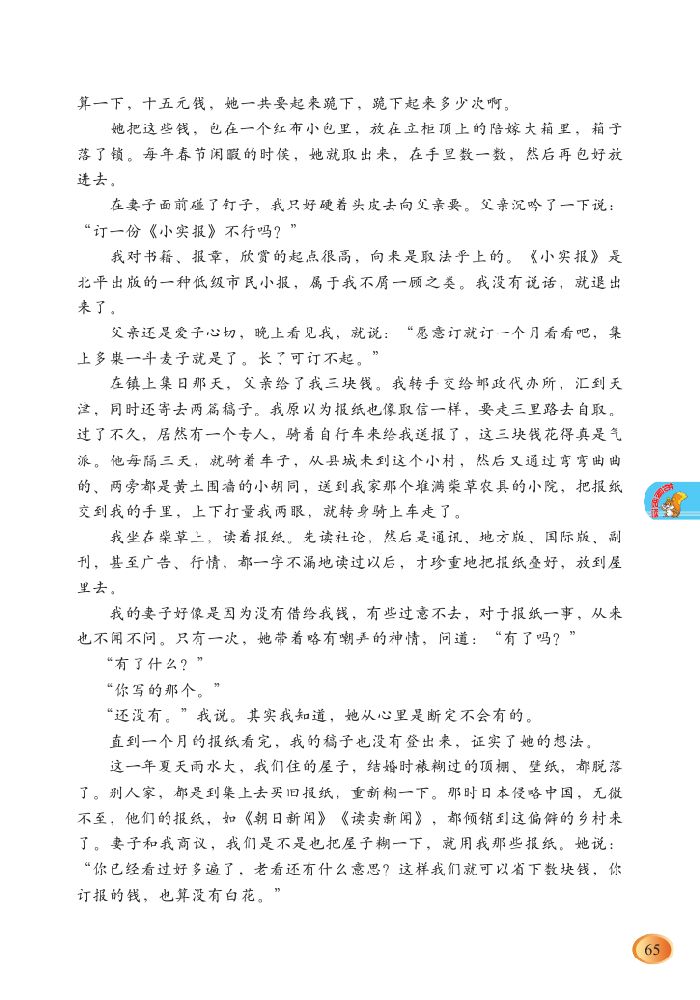 算一下，十五元钱，她一共要起来跪下，跪下起来多少次啊。
她把这些钱，包在一个红布小包里，放在立柜顶上的陪嫁大箱里，箱子
落了锁。每年春节闲暇的时侯，她就取出来，在手里数一数，然后再包好放
进去。
在妻子面前碰了钉子，我只好硬着头皮去向父亲要。父亲沉吟了一下说：
“订一份《小实报》不行吗？”
我对书籍、报章，欣赏的起点很高，向来是取法乎上的。《小实报》是
北平出版的一种低级市民小报，属于我不屑一顾之类。我没有说话，就退出
来了。
父亲还是爱子心切，晚上看见我，就说：“愿意订就订一个月看看吧，集
上多粜一斗麦子就是了。长了可订不起。”
在镇上集日那天，父亲给了我三块钱。我转手交给邮政代办所，汇到天
津，同时还寄去两篇稿子。我原以为报纸也像取信一样，要走三里路去自取。
过了不久，居然有一个专人，骑着自行车来给我送报了，这三块钱花得真是气
派。他每隔三天，就骑着车子，从县城来到这个小村，然后又通过弯弯曲曲
的、两旁都是黄土围墙的小胡同，送到我家那个堆满柴草农具的小院，把报纸
交到我的手里，上下打量我两眼，就转身骑上车走了。
我坐在柴草上，读着报纸。先读社论，然后是通讯、地方版、国际版、副
刊，甚至广告、行情，都一字不漏地读过以后，才珍重地把报纸叠好，放到屋
里去。
我的妻子好像是因为没有借给我钱，有些过意不去，对于报纸一事，从来
也不闻不问。只有一次，她带着略有嘲弄的神情，问道：“有了吗？”
“有了什么？”
“你写的那个。”
“还没有。”我说。其实我知道，她从心里是断定不会有的。
直到一个月的报纸看完，我的稿子也没有登出来，证实了她的想法。
这一年夏天雨水大，我们住的屋子，结婚时裱糊过的顶棚、壁纸，都脱落
了。别人家，都是到集上去买旧报纸，重新糊一下。那时日本侵略中国，无微
不至，他们的报纸，如《朝日新闻》《读卖新闻》，都倾销到这偏僻的乡村来
了。妻子和我商议，我们是不是也把屋子糊一下，就用我那些报纸。她说：
“你已经看过好多遍了，老看还有什么意思？这样我们就可以省下数块钱，你
订报的钱，也算没有白花。”
65